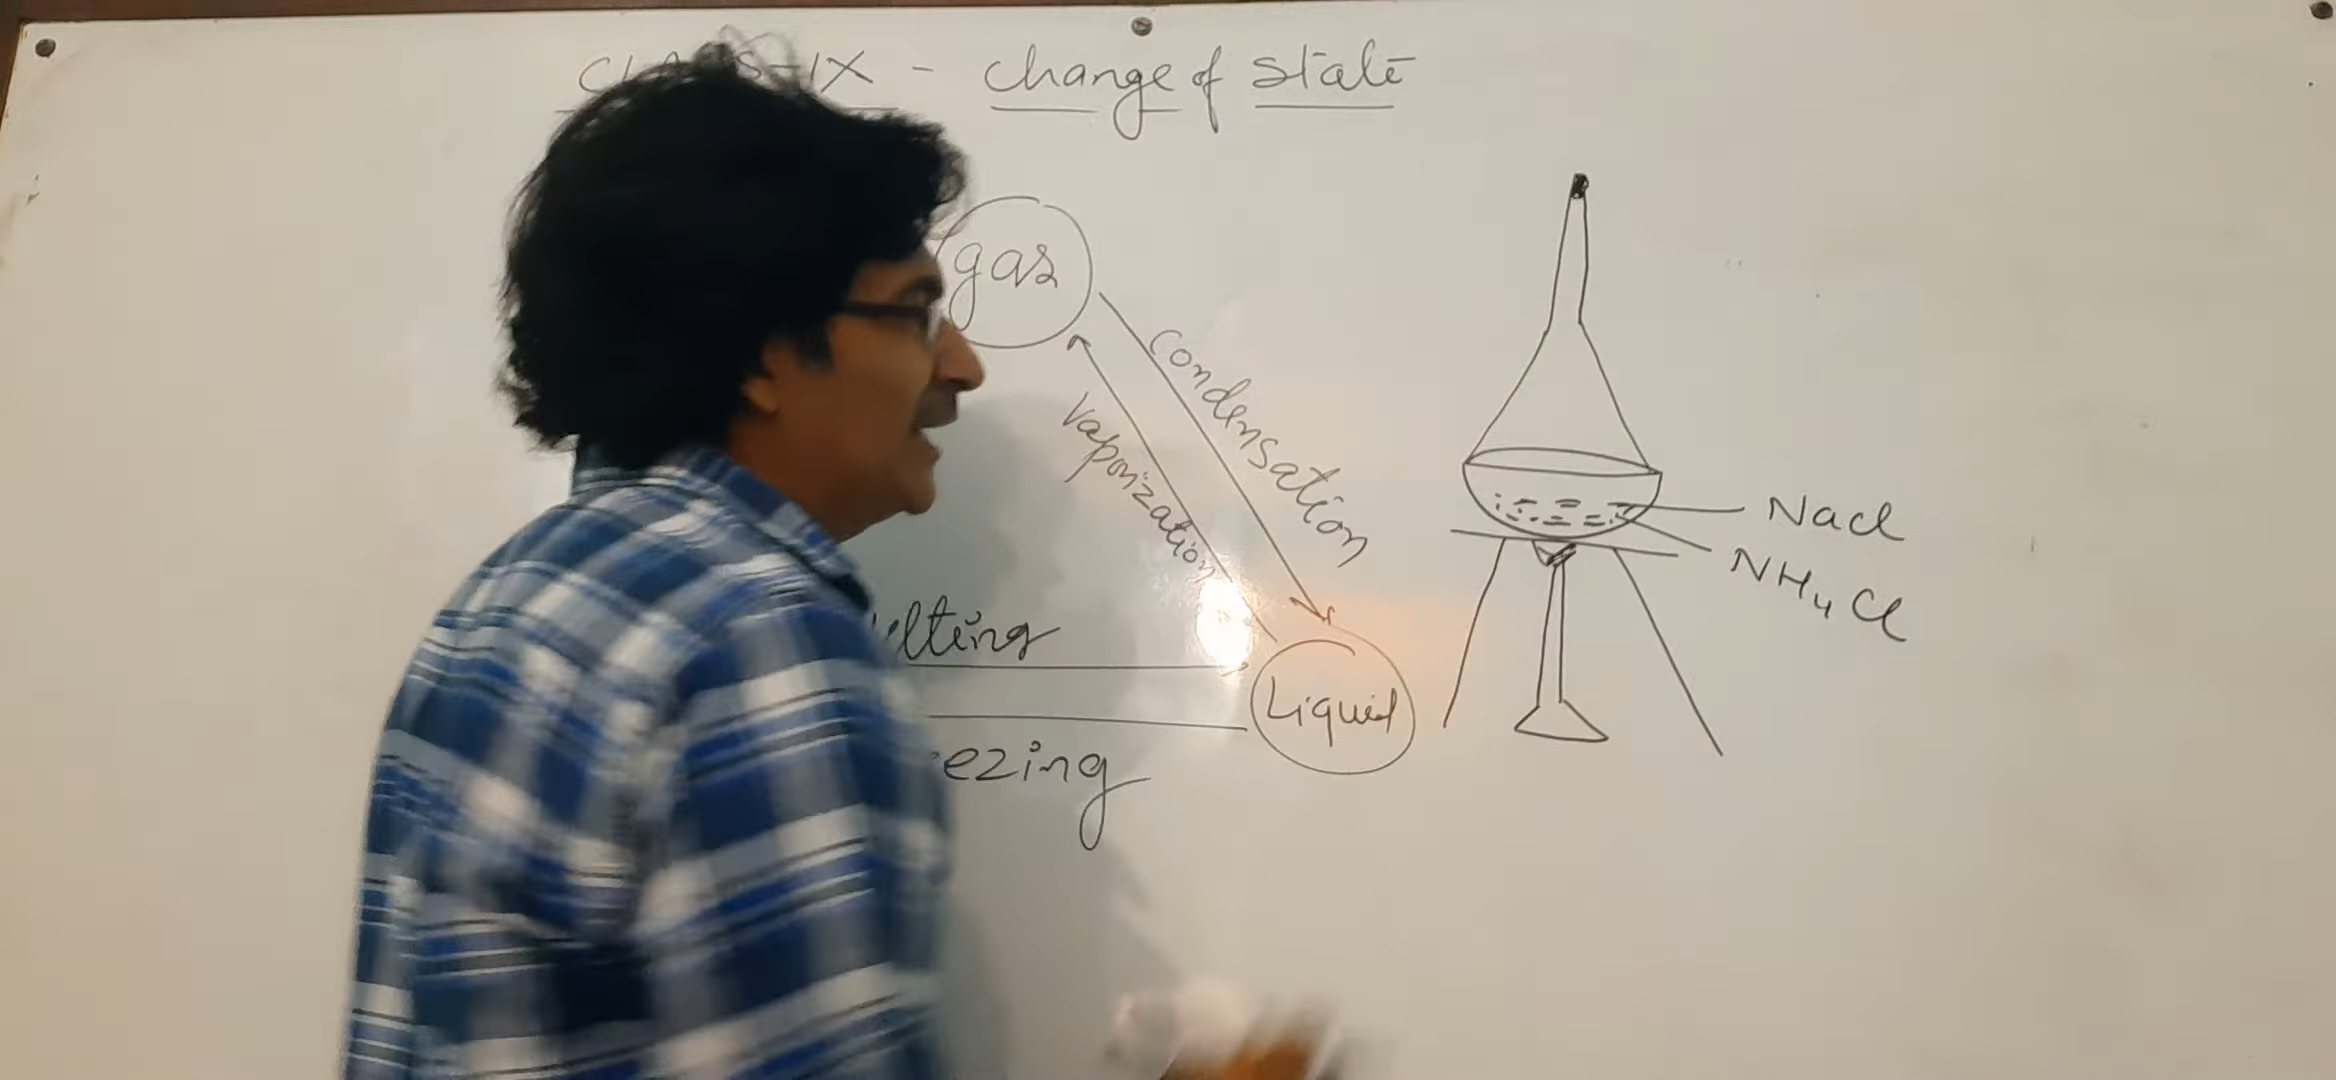 - Change of State
gas
condensation
vaporization
Liquid
NaCl
NH4Cl